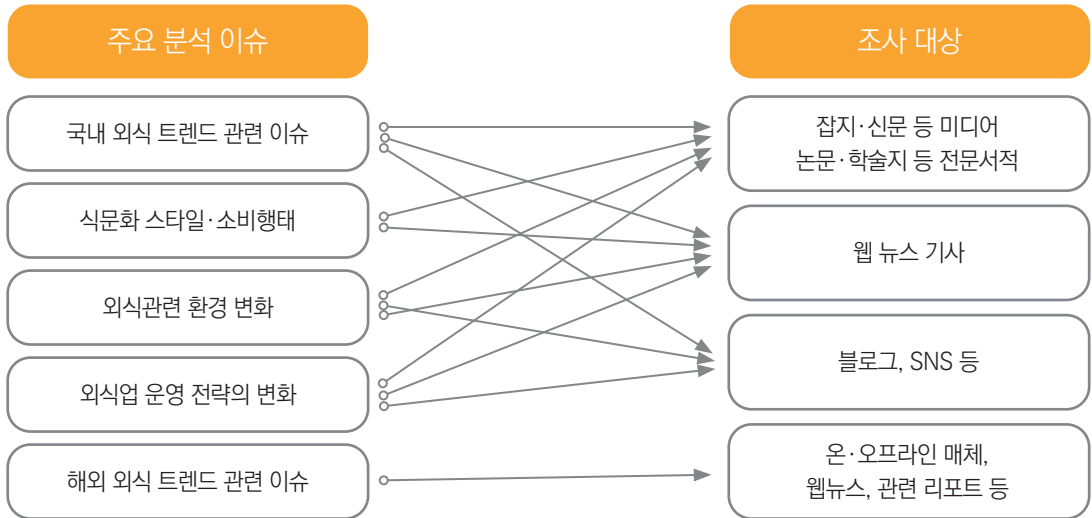 주요 분석 이슈
조사 대상
국내 외식 트렌드 관련 이슈
식문화 스타일·소비행태
외식관련 환경 변화
외식업 운영 전략의 변화
해외 외식 트렌드 관련 이슈
잡지·신문 등 미디어
논문·학술지 등 전문서적
웹 뉴스 기사
블로그, SNS 등
온·오프라인 매체,
웹뉴스, 관련 리포트 등